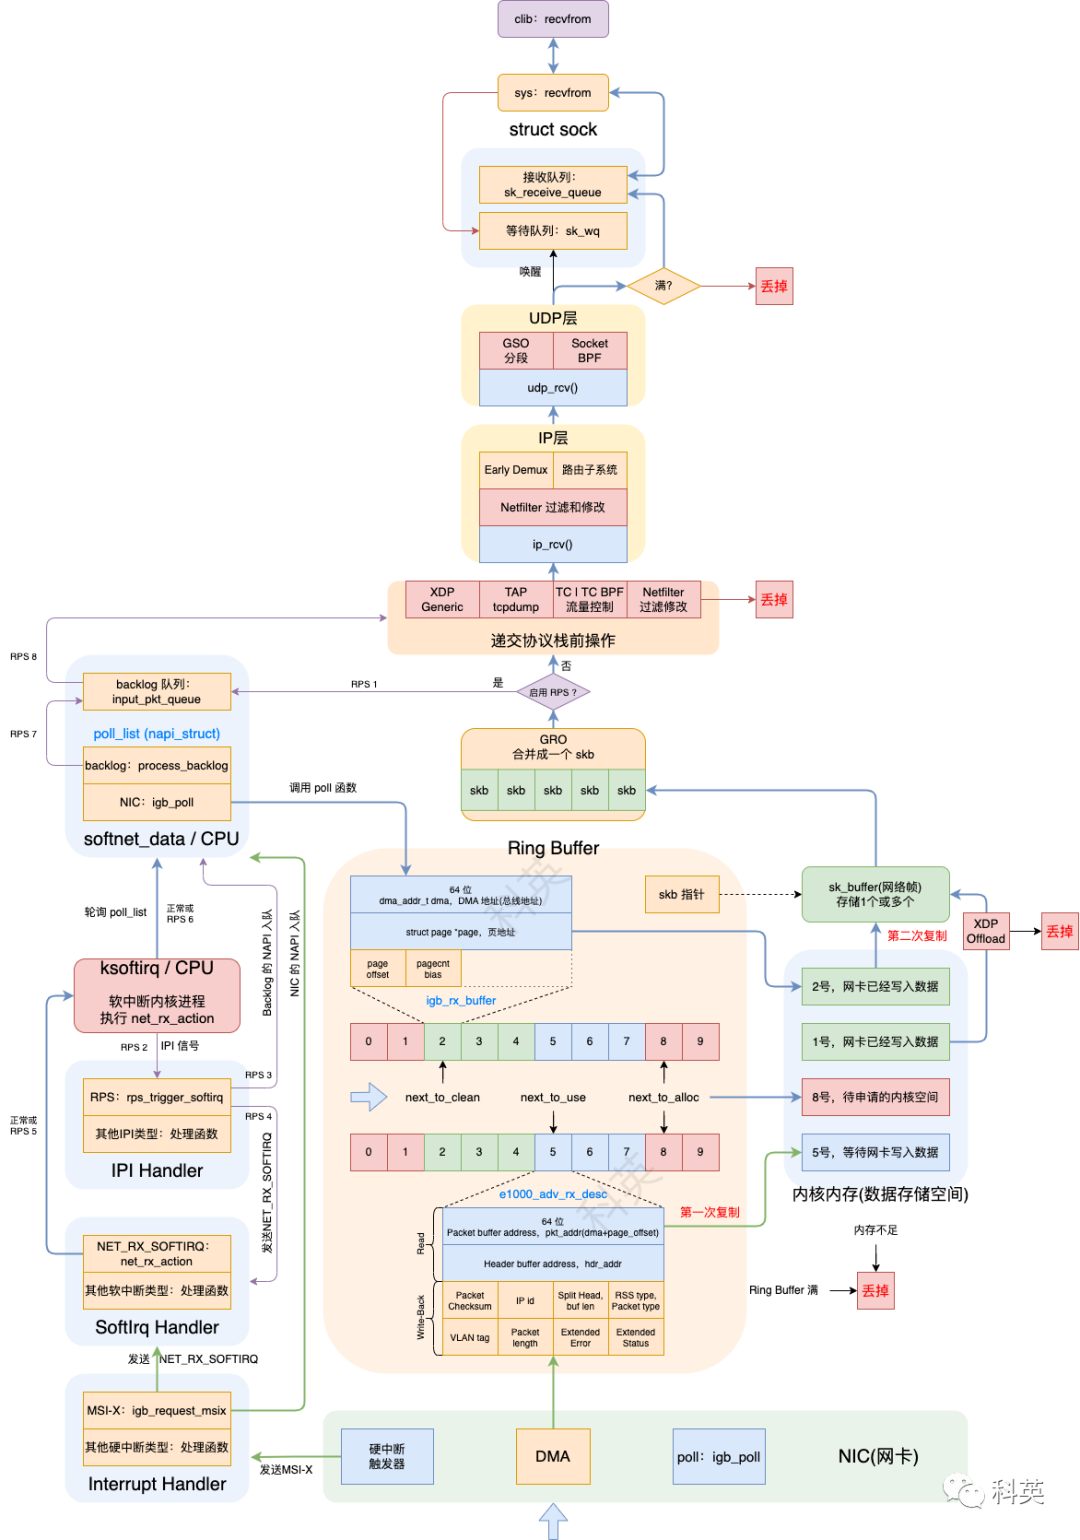 clib：recvfrom
sys：recvfrom
struct sock
接收队列：
sk_receive_queue
等待队列：sk_wq
唤醒
满?
丢掉
UDP层
GSO
分段
Socket
BPF
udp_rcv()
IP层
Early Demux
路由子系统
Netfilter 过滤和修改
ip_rcv()
XDP
Generic
TAP
tcpdump
TC | TC BPF
流量控制
Netfilter
过滤修改
丢掉
递交协议栈前操作
RPS 8
否
是
RPS 1
启用 RPS ?
backlog 队列：
input_pkt_queue
RPS 7
poll_list (napi_struct)
backlog：process_backlog
NIC：igb_poll
softnet_data / CPU
调用 poll 函数
GRO
合并成一个 skb
skb
skb
skb
skb
skb
Ring Buffer
64 位
dma_addr_t dma，DMA 地址(总线地址)
struct page *page，页地址
page
offset
pagecnt
bias
igb_rx_buffer
skb 指针
sk_buffer(网络帧)
存储1个或多个
第二次复制
XDP
Offload
丢掉
轮询 poll_list
正常或
RPS 6
Backlog 的 NAPI 入队
NIC 的 NAPI 入队
ksoftirq / CPU
软中断内核进程
执行 net_rx_action
RPS 2
IPI 信号
RPS 3
RPS 4
RPS：rps_trigger_softirq
其他IPI类型：处理函数
IPI Handler
正常或
RPS 5
发送NET_RX_SOFTIRQ
0
1
2
3
4
5
6
7
8
9
next_to_clean
next_to_use
next_to_alloc
0
1
2
3
4
5
6
7
8
9
2号，网卡已经写入数据
1号，网卡已经写入数据
8号，待申请的内核空间
5号，等待网卡写入数据
内核内存(数据存储空间)
e1000_adv_rx_desc
第一次复制
Read
64 位
Packet buffer address，pkt_addr(dma+page_offset)
Header buffer address，hdr_addr
Write-Back
Packet
Checksum
IP id
Split Head,
buf len
RSS type,
Packet type
VLAN tag
Packet
length
Extended
Error
Extended
Status
内存不足
Ring Buffer 满
丢掉
NET_RX_SOFTIRQ：
net_rx_action
其他软中断类型：处理函数
SoftIrq Handler
发送 NET_RX_SOFTIRQ
MSI-X：igb_request_msix
其他硬中断类型：处理函数
Interrupt Handler
发送MSI-X
硬中断
触发器
DMA
poll：igb_poll
NIC(网卡)
科英
科英
科英